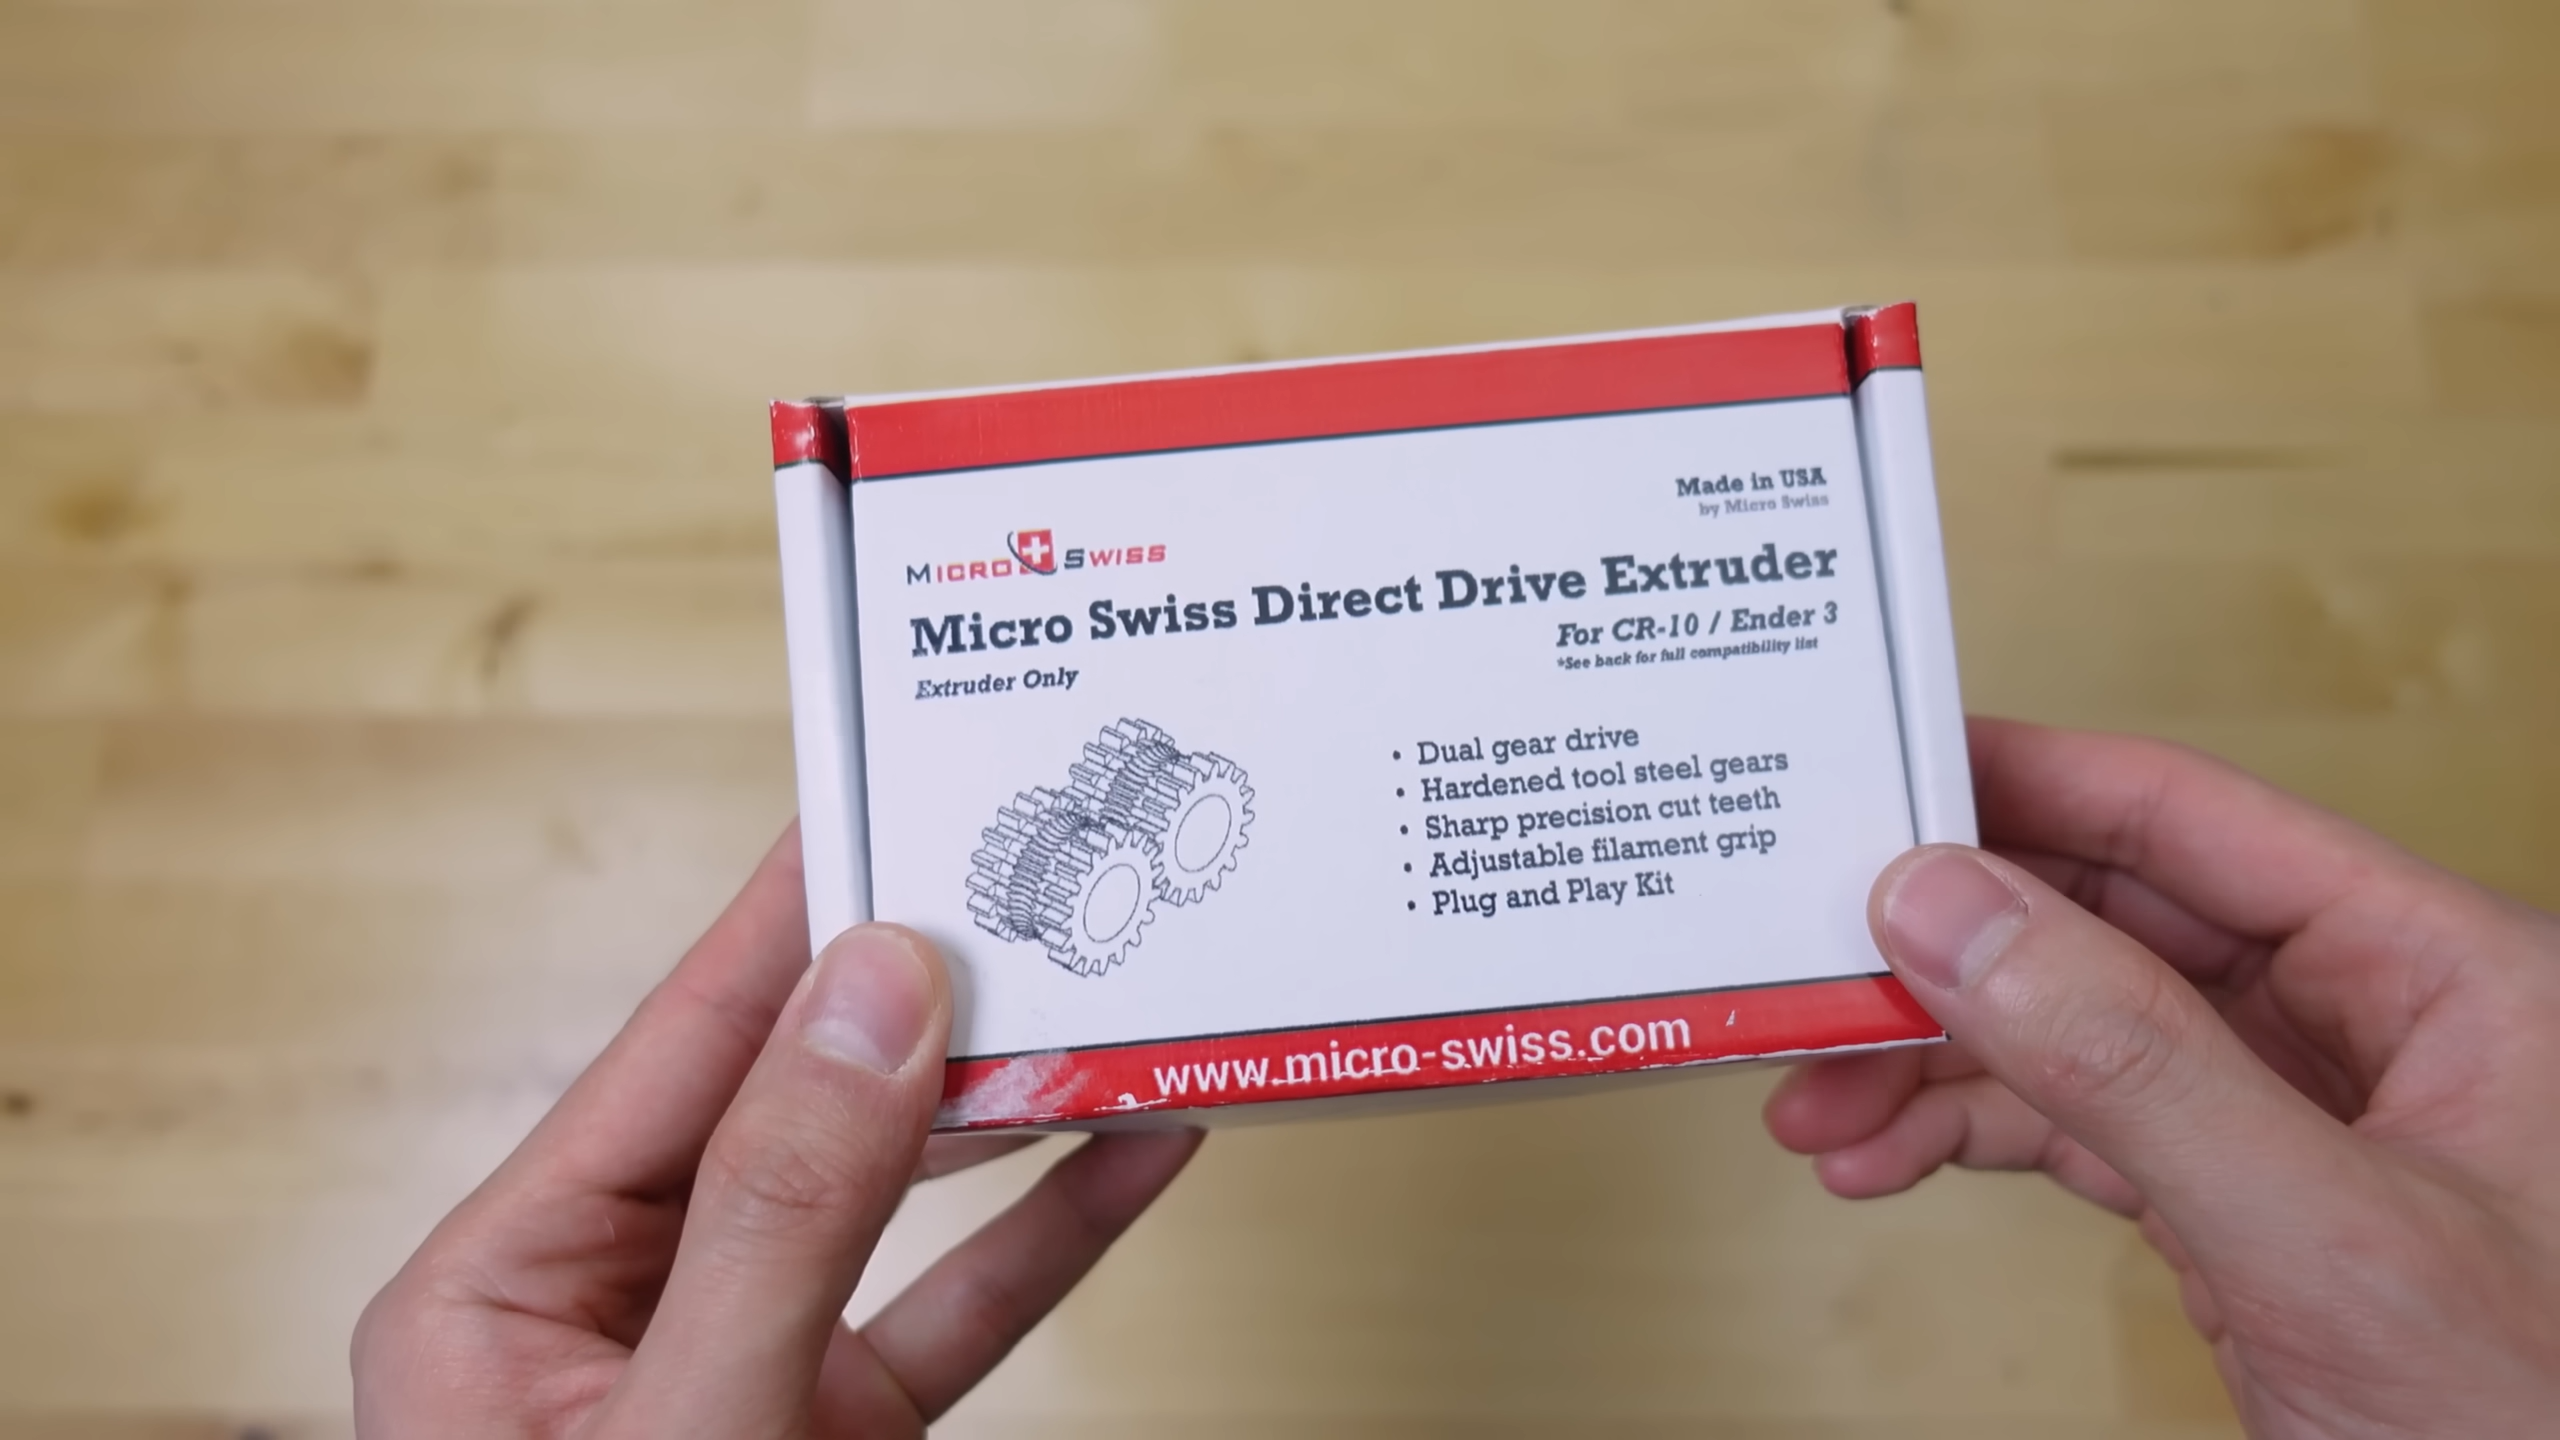 Made in USA
by Micro Swiss
MICRO SWISS
Micro Swiss Direct Drive Extruder
For CR-10 / Ender 3
*See back for full compatibility list
Extruder Only
• Dual gear drive
• Hardened tool steel gears
• Sharp precision cut teeth
• Adjustable filament grip
• Plug and Play Kit
www.micro-swiss.com